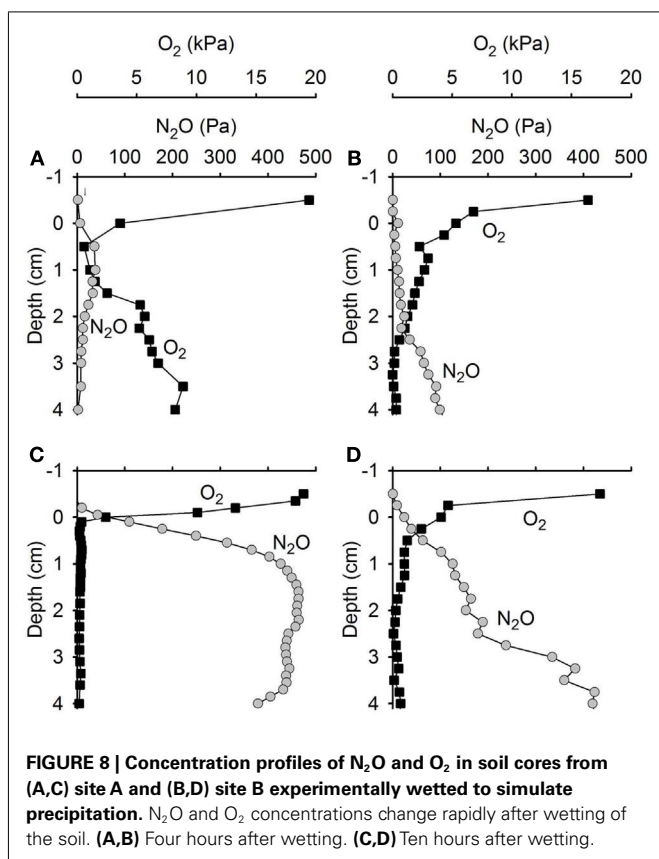 O₂ (kPa)
0 5 10 15 20
N₂O (Pa)
0 100 200 300 400 500
O₂ (kPa)
0 5 10 15 20
N₂O (Pa)
0 100 200 300 400 500
A
-1
0
1
2
3
4
Depth (cm)
N₂O
O₂
B
-1
0
1
2
3
4
Depth (cm)
O₂
N₂O
C
-1
0
1
2
3
4
Depth (cm)
O₂
N₂O
D
-1
0
1
2
3
4
Depth (cm)
O₂
N₂O
FIGURE 8 | Concentration profiles of N₂O and O₂ in soil cores from
(A,C) site A and (B,D) site B experimentally wetted to simulate
precipitation. N₂O and O₂ concentrations change rapidly after wetting of
the soil. (A,B) Four hours after wetting. (C,D) Ten hours after wetting.